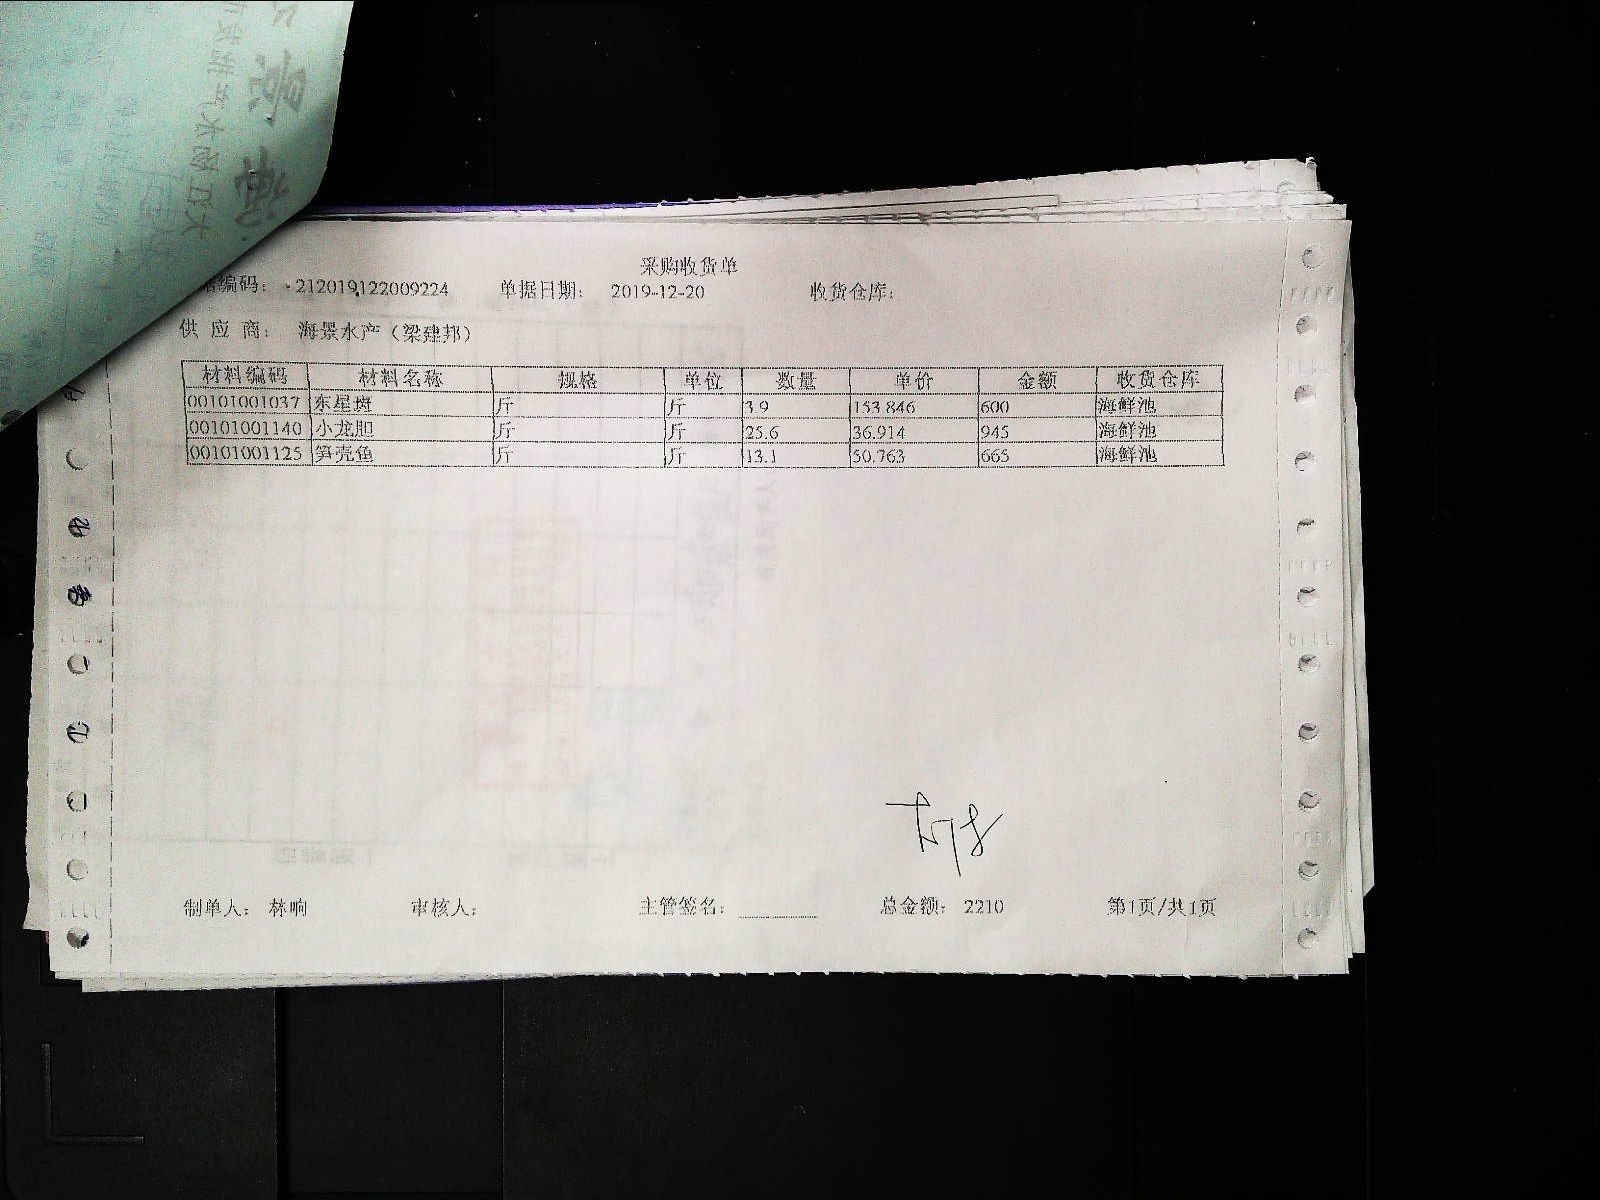 采购收货单
编码: 212019122009224 单据日期: 2019-12-20 收货仓库:
供应商: 海景水产(梁建邦)
材料编码 材料名称 规格 单位 数量 单价 金额 收货仓库
00101001037 东星斑 斤 斤 3.9 153.846 600 海鲜池
00101001140 小龙胆 斤 斤 25.6 36.914 945 海鲜池
00101001125 笋壳鱼 斤 斤 13.1 50.763 665 海鲜池
制单人: 林响 审核人: 主管签名: 总金额: 2210 第1页/共1页